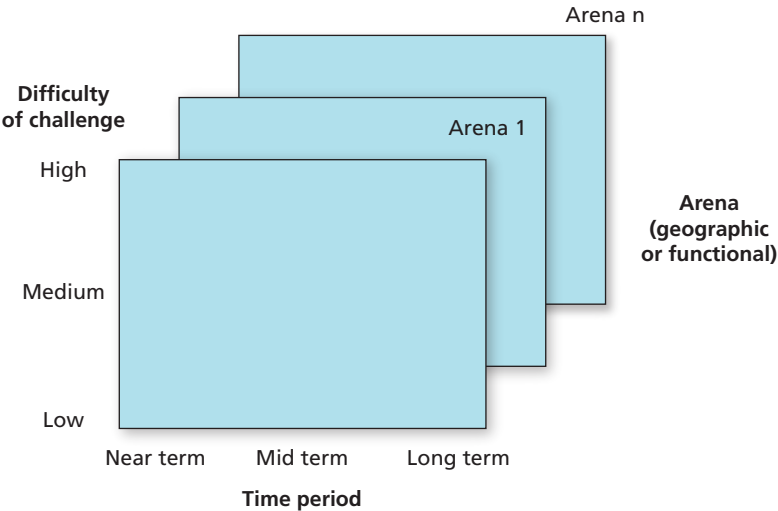 Arena n
Difficulty
of challenge
Arena 1
High
Arena
(geographic
or functional)
Medium
Low
Near term
Mid term
Long term
Time period